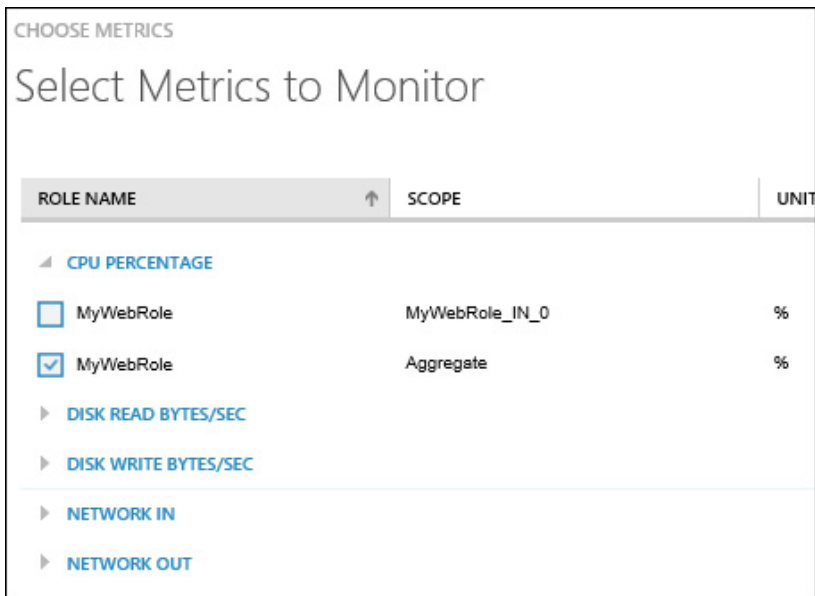 CHOOSE METRICS
Select Metrics to Monitor
ROLE NAME SCOPE UNIT
CPU PERCENTAGE
MyWebRole MyWebRole_IN_0 %
MyWebRole Aggregate %
DISK READ BYTES/SEC
DISK WRITE BYTES/SEC
NETWORK IN
NETWORK OUT